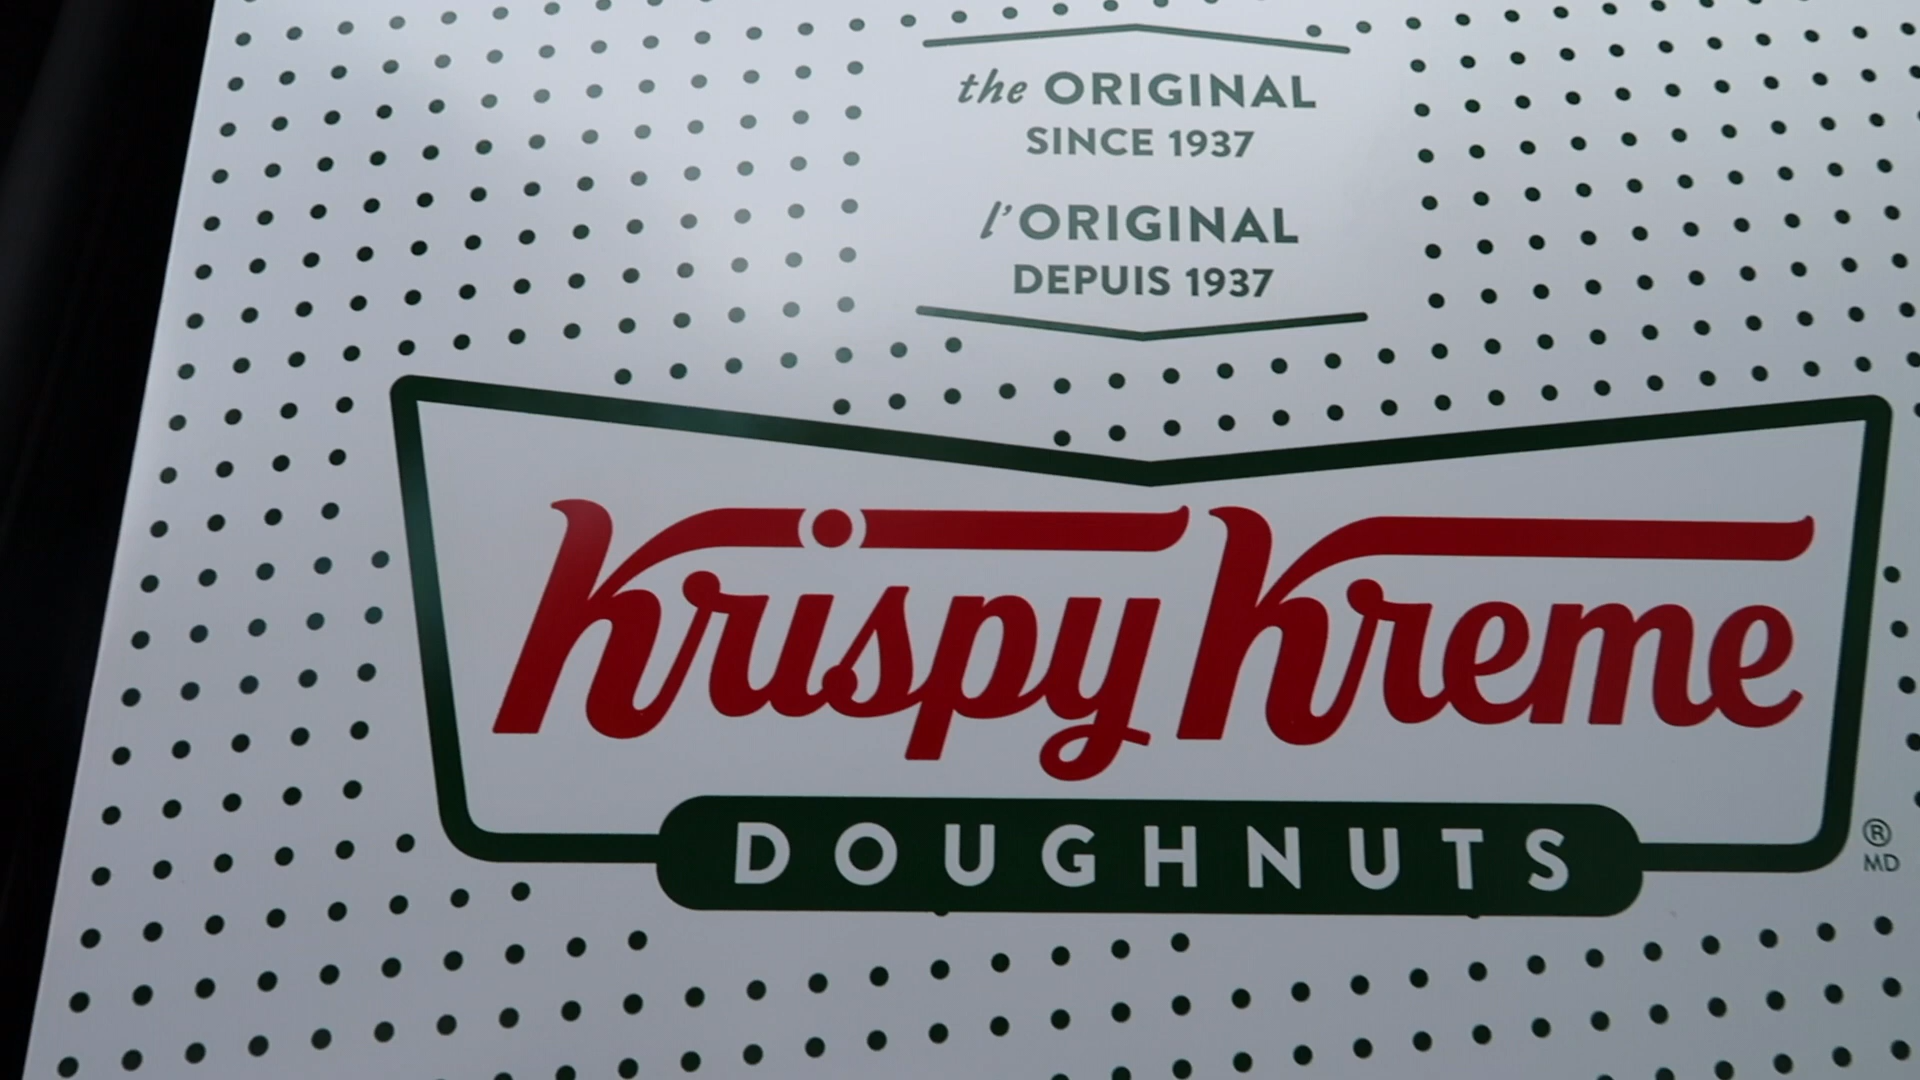 the ORIGINAL
SINCE 1937
l'ORIGINAL
DEPUIS 1937
Krispy Kreme
DOUGHNUTS
®
MD